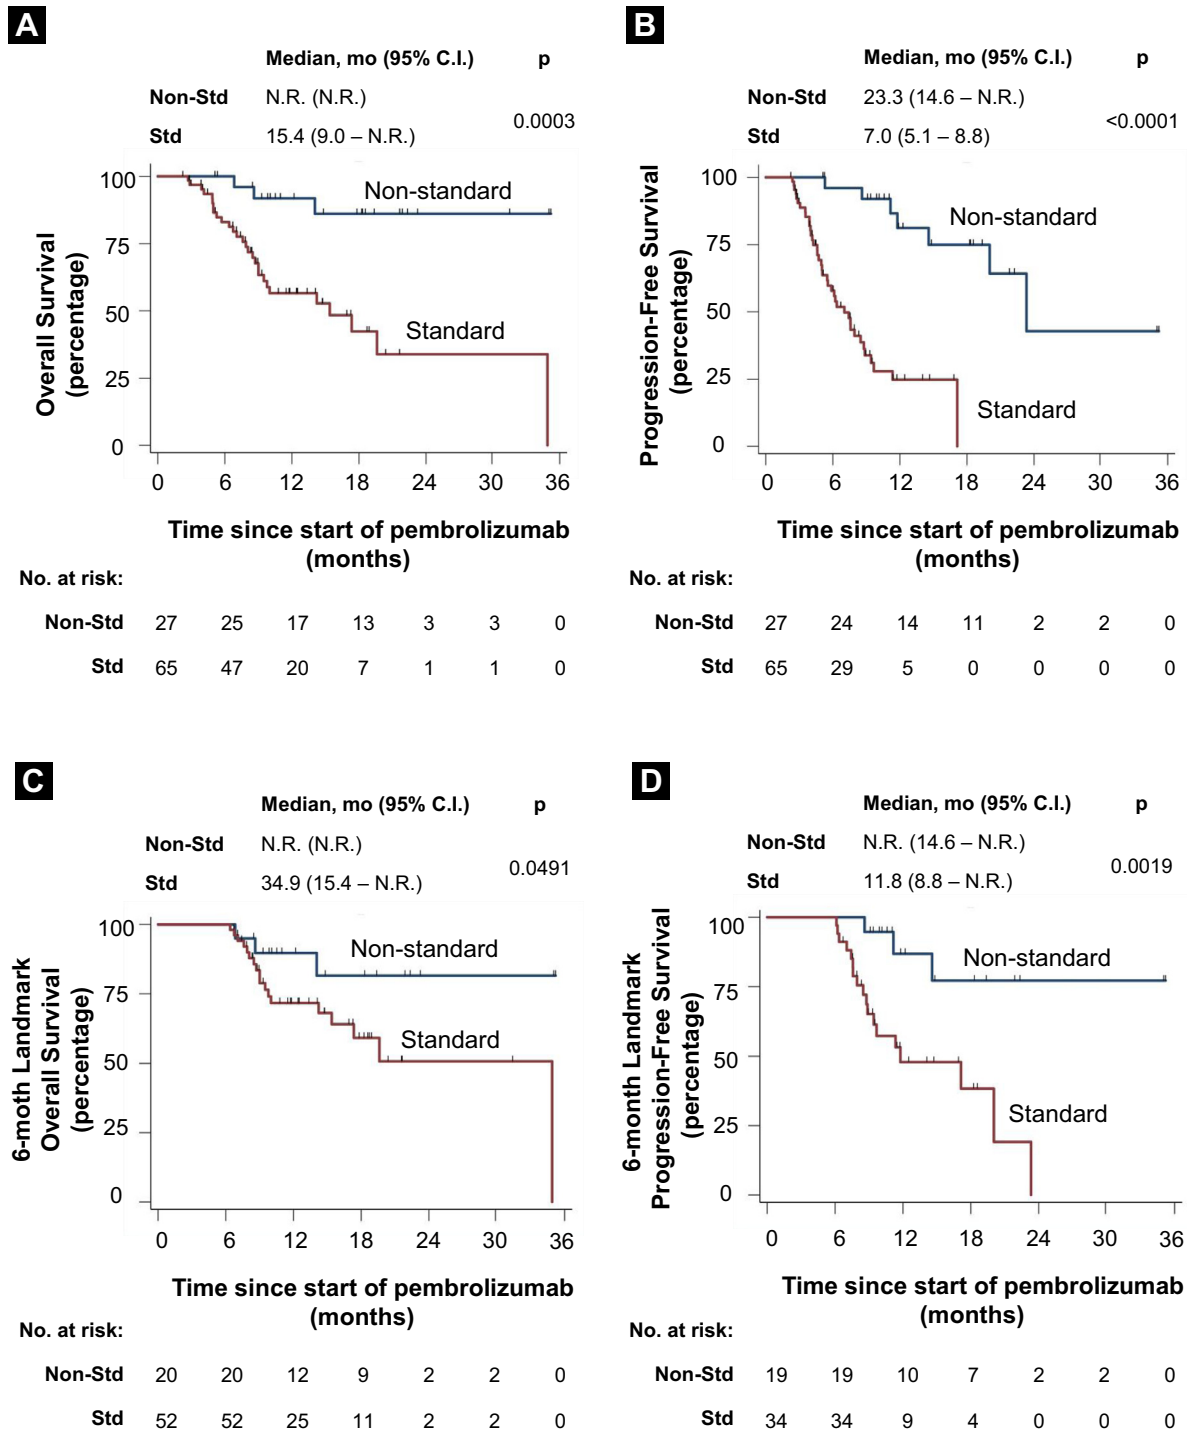 A
Median, mo (95% C.I.) p
Non-Std N.R. (N.R.)
0.0003
Std 15.4 (9.0 – N.R.)
Overall Survival
(percentage)
100
75
50
25
0
Non-standard
Standard
0 6 12 18 24 30 36
Time since start of pembrolizumab
(months)
No. at risk:
Non-Std 27 25 17 13 3 3 0
Std 65 47 20 7 1 1 0
B
Median, mo (95% C.I.) p
Non-Std 23.3 (14.6 – N.R.)
<0.0001
Std 7.0 (5.1 – 8.8)
Progression-Free Survival
(percentage)
100
75
50
25
0
Non-standard
Standard
0 6 12 18 24 30 36
Time since start of pembrolizumab
(months)
No. at risk:
Non-Std 27 24 14 11 2 2 0
Std 65 29 5 0 0 0 0
C
Median, mo (95% C.I.) p
Non-Std N.R. (N.R.)
0.0491
Std 34.9 (15.4 – N.R.)
6-moth Landmark
Overall Survival
(percentage)
100
75
50
25
0
Non-standard
Standard
0 6 12 18 24 30 36
Time since start of pembrolizumab
(months)
No. at risk:
Non-Std 20 20 12 9 2 2 0
Std 52 52 25 11 2 2 0
D
Median, mo (95% C.I.) p
Non-Std N.R. (14.6 – N.R.)
0.0019
Std 11.8 (8.8 – N.R.)
6-month Landmark
Progression-Free Survival
(percentage)
100
75
50
25
0
Non-standard
Standard
0 6 12 18 24 30 36
Time since start of pembrolizumab
(months)
No. at risk:
Non-Std 19 19 10 7 2 2 0
Std 34 34 9 4 0 0 0